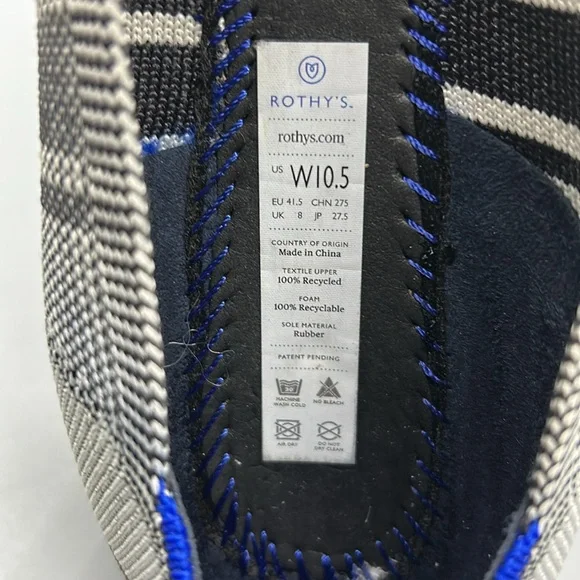 ROTHY'S™
rothys.com
US W10.5
EU 41.5 CHN 275
UK 8 JP 27.5
COUNTRY OF ORIGIN
Made in China
TEXTILE UPPER
100% Recycled
FOAM
100% Recyclable
SOLE MATERIAL
Rubber
PATENT PENDING
MACHINE WASH COLD
NO BLEACH
AIR DRY
DO NOT DRY CLEAN